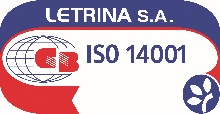 LETRINA S.A.
ISO 14001